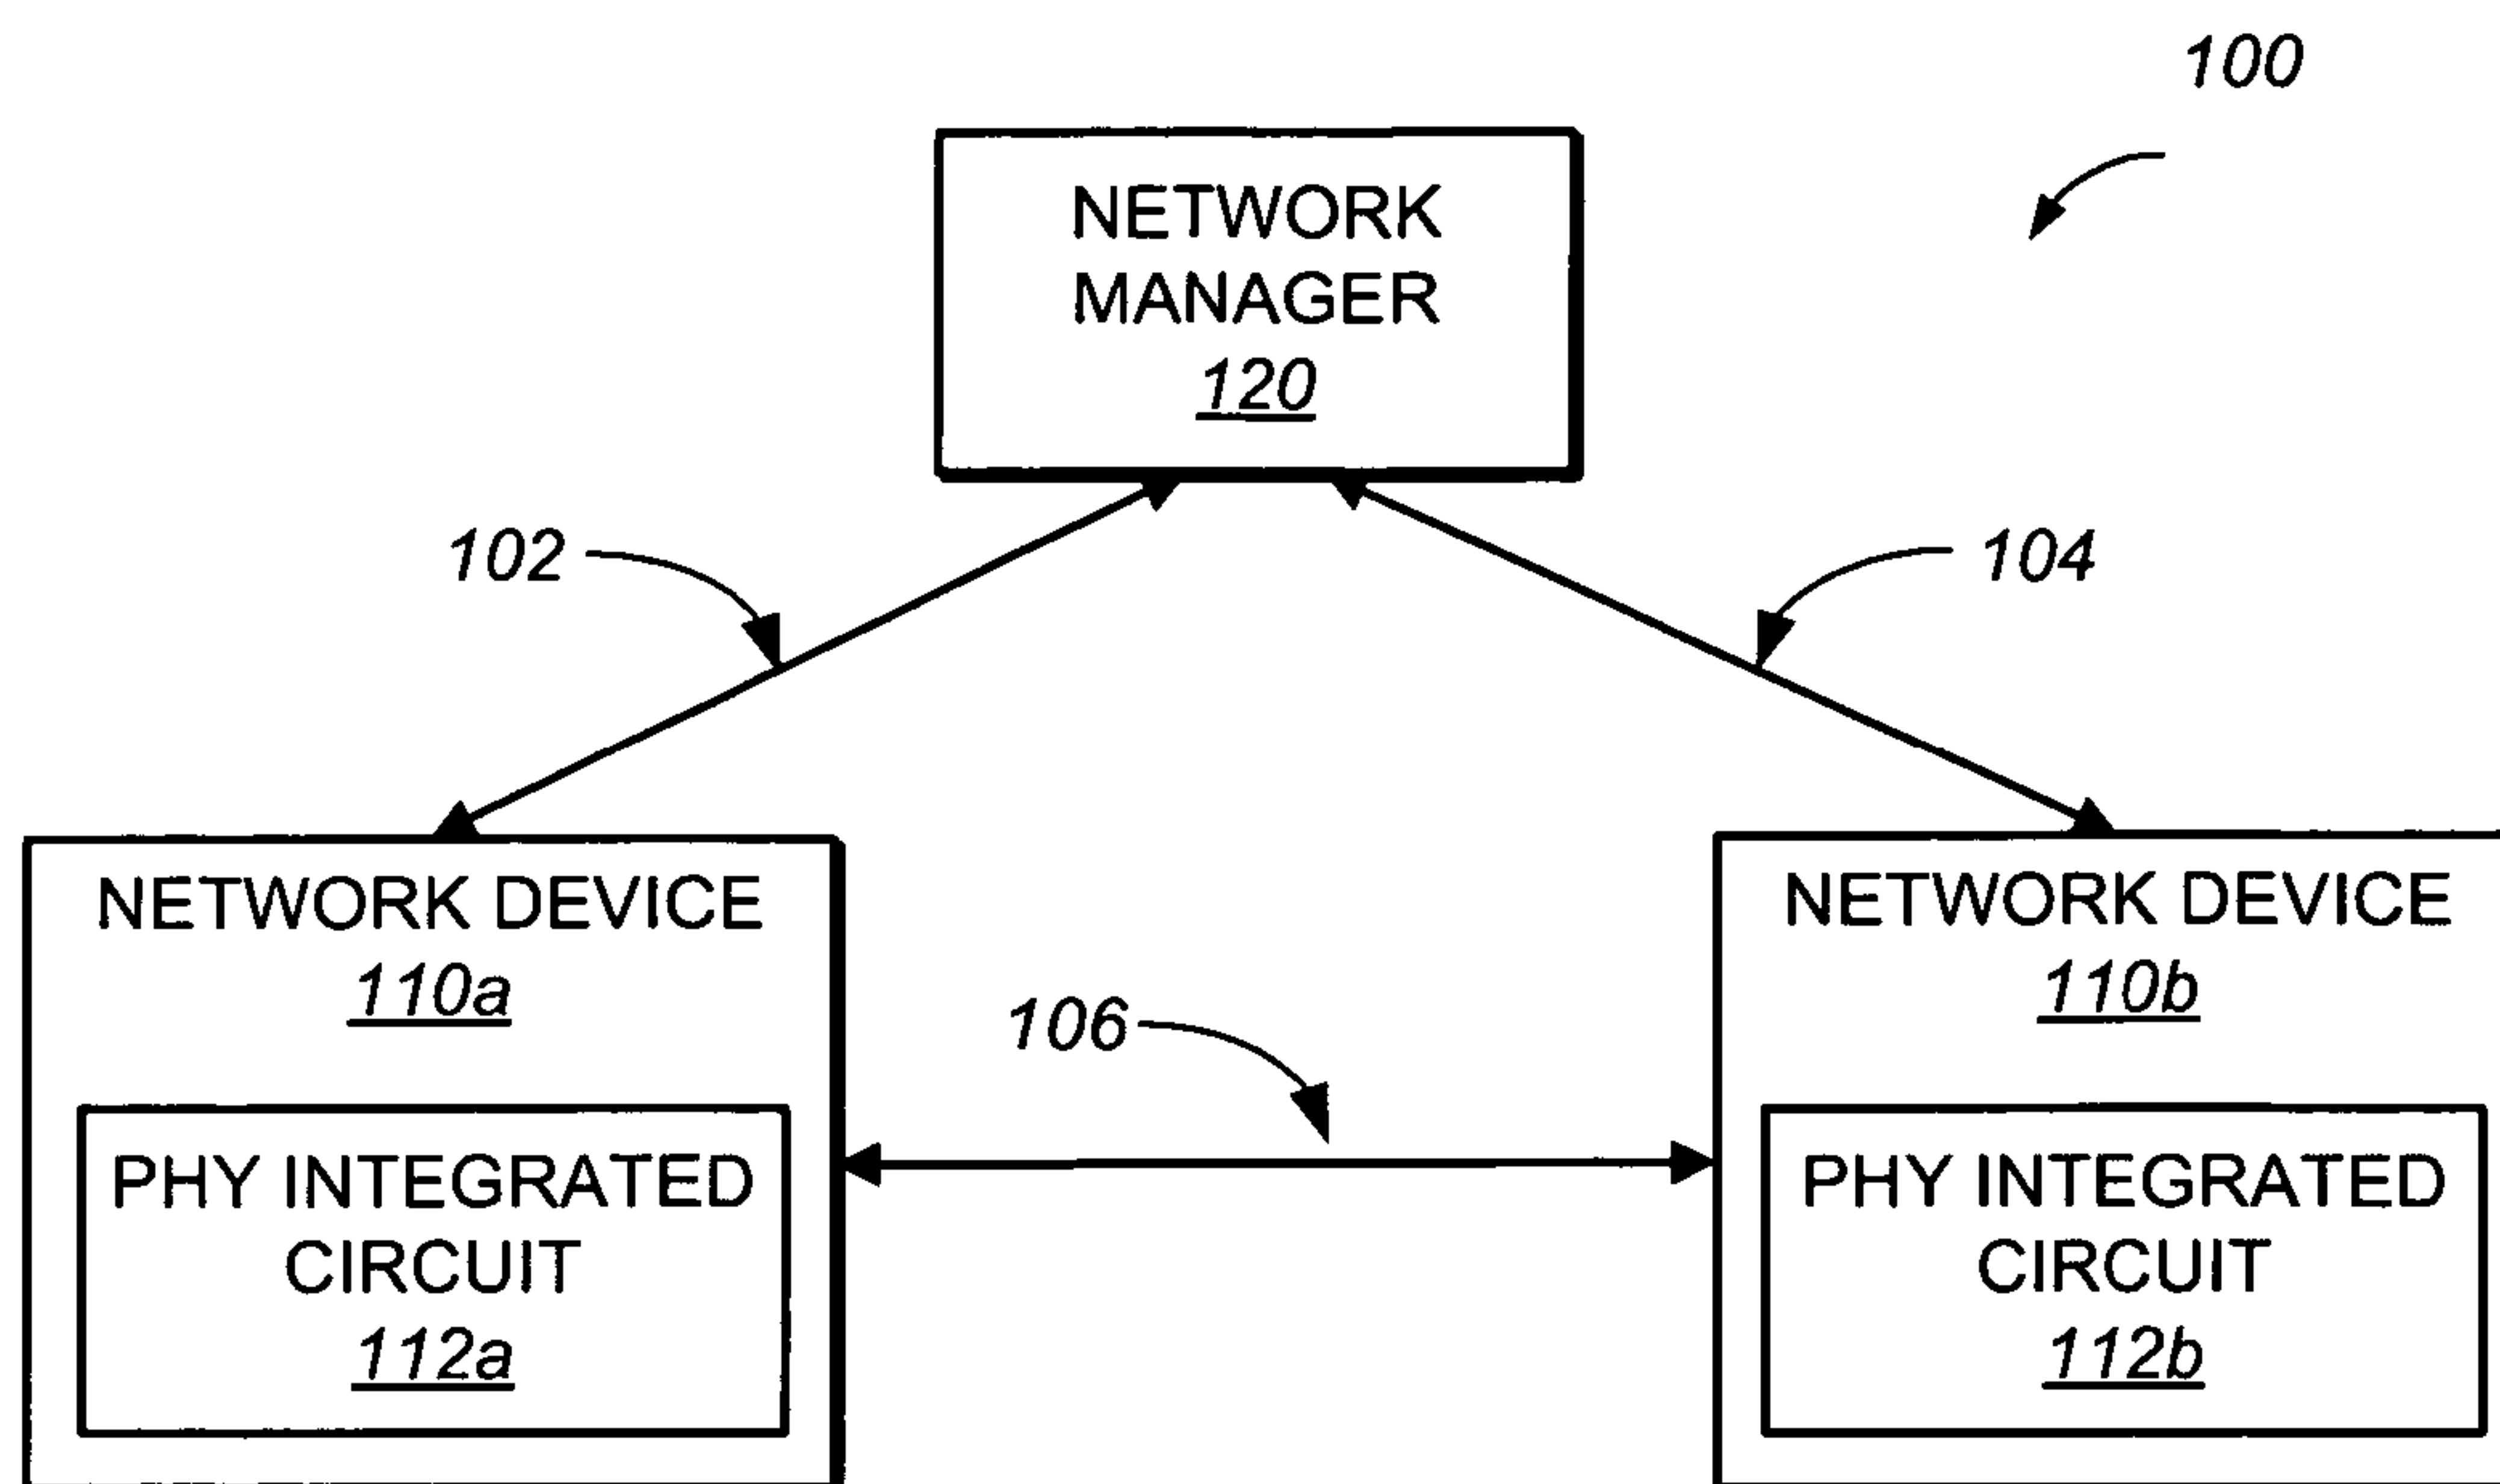 100
NETWORK
MANAGER
120
102
104
NETWORK DEVICE
110a
NETWORK DEVICE
110b
106
PHY INTEGRATED
CIRCUIT
112a
PHY INTEGRATED
CIRCUIT
112b